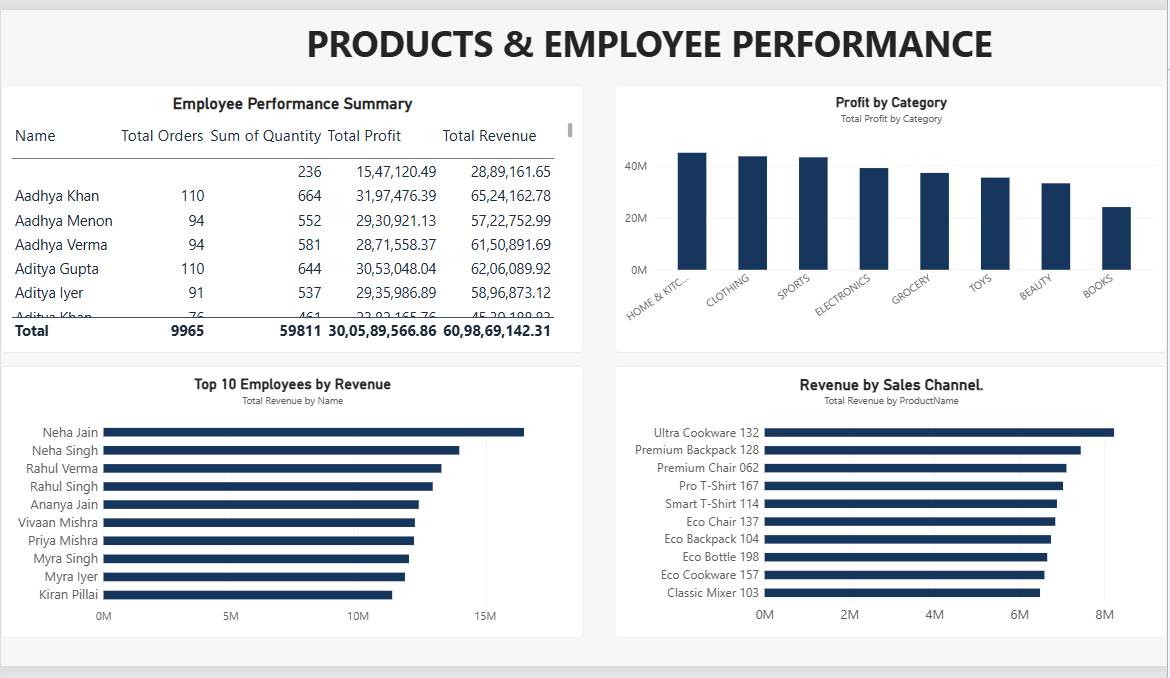 PRODUCTS & EMPLOYEE PERFORMANCE
Employee Performance Summary
Name Total Orders Sum of Quantity Total Profit Total Revenue
236 15,47,120.49 28,89,161.65
Aadhya Khan 110 664 31,97,476.39 65,24,162.78
Aadhya Menon 94 552 29,30,921.13 57,22,752.99
Aadhya Verma 94 581 28,71,558.37 61,50,891.69
Aditya Gupta 110 644 30,53,048.04 62,06,089.92
Aditya Iyer 91 537 29,35,986.89 58,96,873.12
Aditya Khan 76 461
Total 9965 59811 30,05,89,566.86 60,98,69,142.31
Profit by Category
Total Profit by Category
40M
20M
0M
HOME & KITC...
CLOTHING
SPORTS
ELECTRONICS
GROCERY
TOYS
BEAUTY
BOOKS
Top 10 Employees by Revenue
Total Revenue by Name
Neha Jain
Neha Singh
Rahul Verma
Rahul Singh
Ananya Jain
Vivaan Mishra
Priya Mishra
Myra Singh
Myra Iyer
Kiran Pillai
0M 5M 10M 15M
Revenue by Sales Channel.
Total Revenue by ProductName
Ultra Cookware 132
Premium Backpack 128
Premium Chair 062
Pro T-Shirt 167
Smart T-Shirt 114
Eco Chair 137
Eco Backpack 104
Eco Bottle 198
Eco Cookware 157
Classic Mixer 103
0M 2M 4M 6M 8M